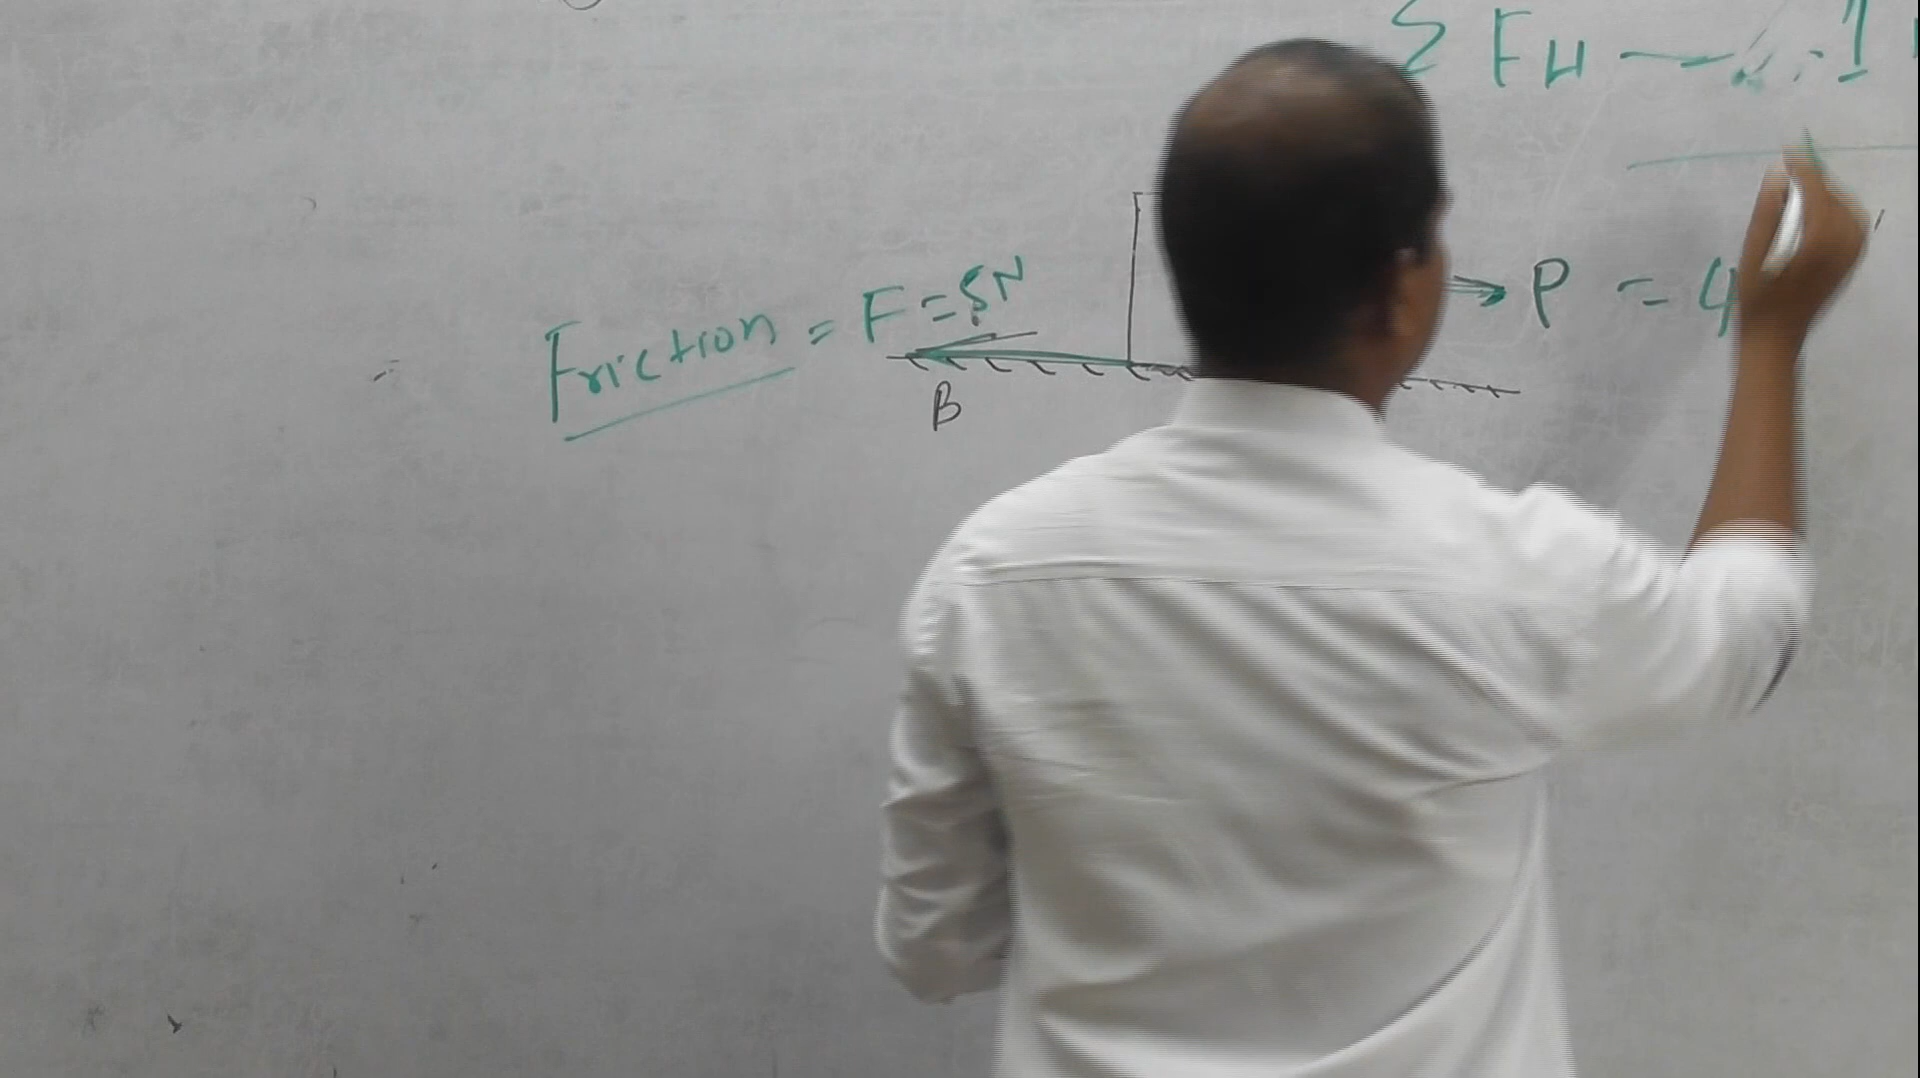 Σ FH
Friction = F = 5N
P = 4
B